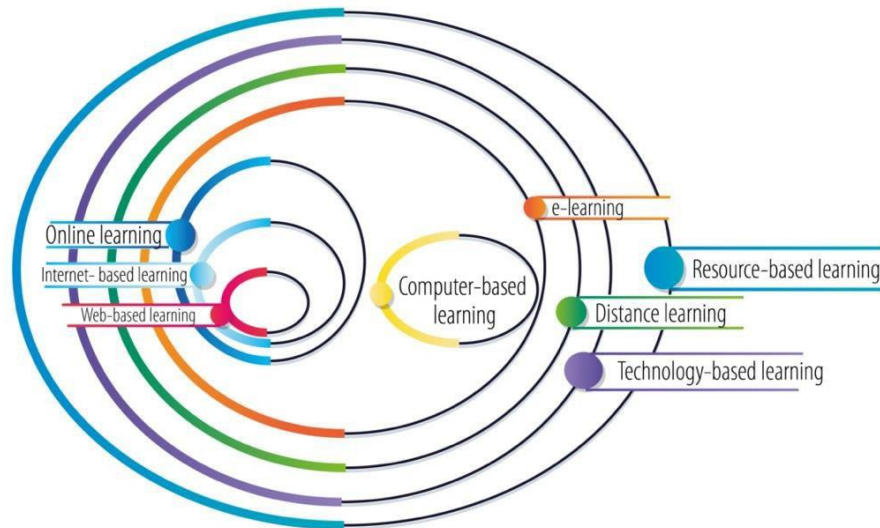 e-learning
Online learning
Internet- based learning
Resource-based learning
Computer-based
learning
Web-based learning
Distance learning
Technology-based learning